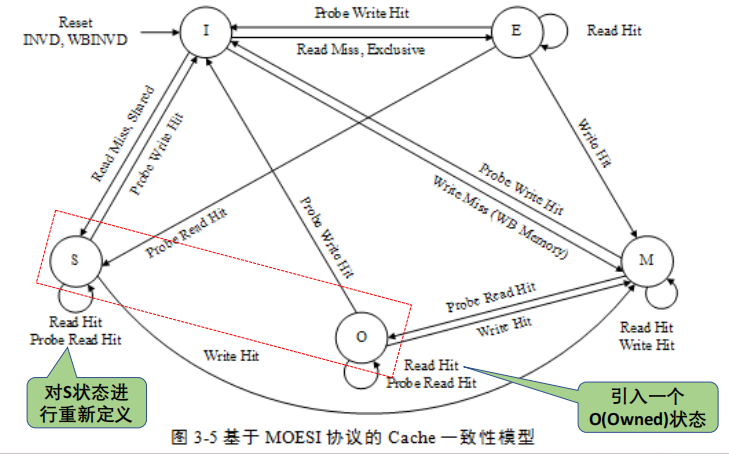 Probe Write Hit
Reset
INVD, WBINVD
I
E
Read Hit
Read Miss, Exclusive
Read Miss, Shared
Probe Write Hit
Write Hit
Probe Write Hit
Write Miss (WB Memory)
Probe Write Hit
Probe Read Hit
S
M
Probe Read Hit
Write Hit
O
Read Hit
Probe Read Hit
Read Hit
Write Hit
Write Hit
Read Hit
Probe Read Hit
对S状态进
行重新定义
引入一个
O(Owned)状态
图 3-5 基于 MOESI 协议的 Cache 一致性模型